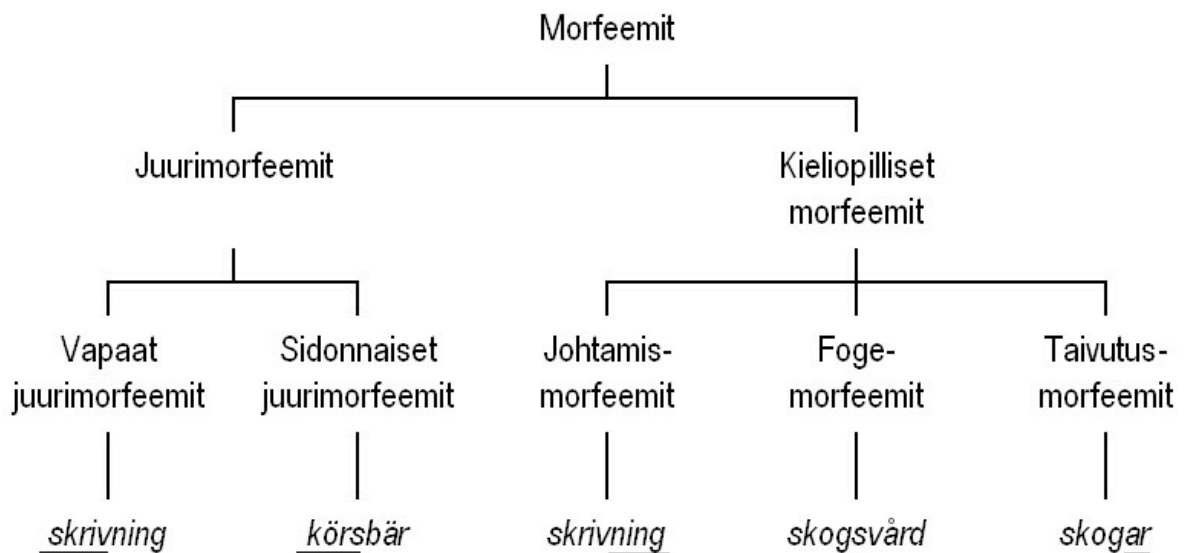 Morfeemit
Juurimorfeemit
Kieliopilliset
morfeemit
Vapaat
juurimorfeemit
Sidonnaiset
juurimorfeemit
Johtamis-
morfeemit
Foge-
morfeemit
Taivutus-
morfeemit
skrivning
körsbär
skrivning
skogsvård
skogar